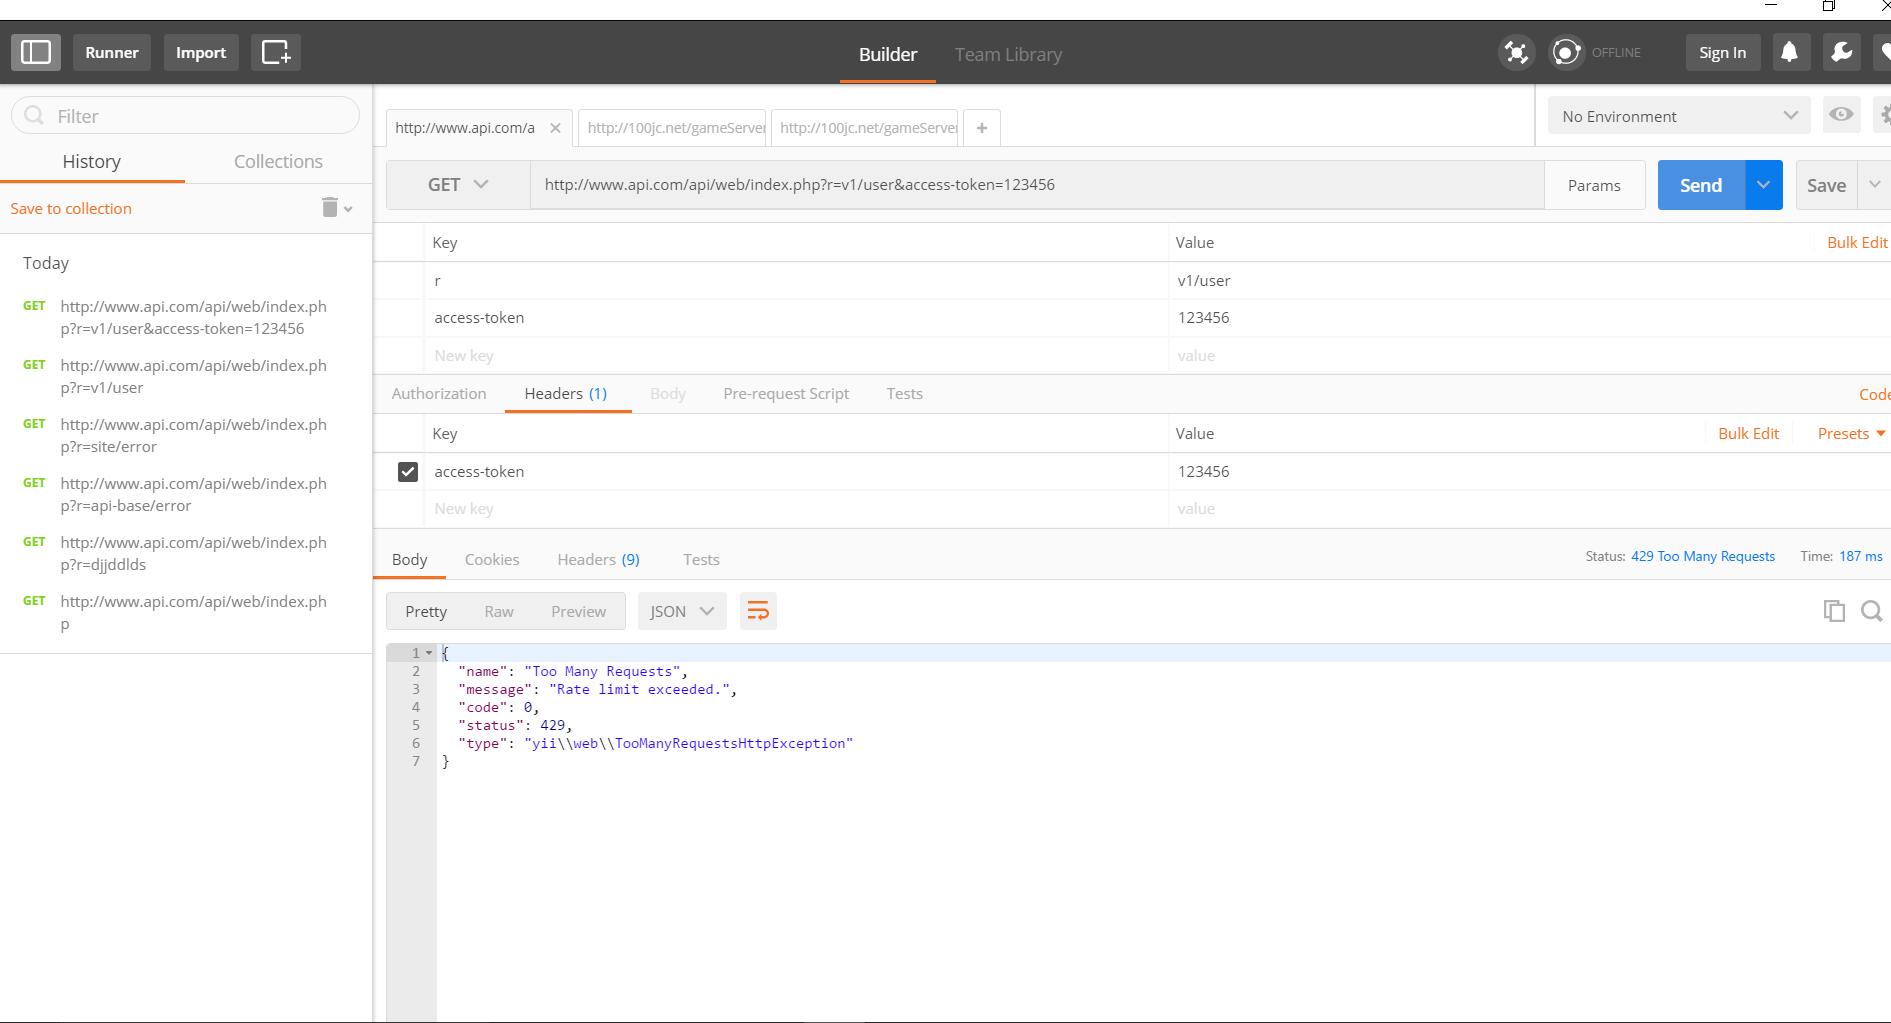 Runner Import Builder Team Library OFFLINE Sign In
Filter
History Collections
Save to collection
Today
GET http://www.api.com/api/web/index.ph
p?r=v1/user&access-token=123456
GET http://www.api.com/api/web/index.ph
p?r=v1/user
GET http://www.api.com/api/web/index.ph
p?r=site/error
GET http://www.api.com/api/web/index.ph
p?r=api-base/error
GET http://www.api.com/api/web/index.ph
p?r=djjddlds
GET http://www.api.com/api/web/index.ph
p
http://www.api.com/a http://100jc.net/gameServer http://100jc.net/gameServer No Environment
GET http://www.api.com/api/web/index.php?r=v1/user&access-token=123456 Params Send Save
Key Value Bulk Edit
r v1/user
access-token 123456
New key value
Authorization Headers (1) Body Pre-request Script Tests Code
Key Value Bulk Edit Presets
access-token 123456
New key value
Body Cookies Headers (9) Tests Status: 429 Too Many Requests Time: 187 ms
Pretty Raw Preview JSON
1 {
2 "name": "Too Many Requests",
3 "message": "Rate limit exceeded.",
4 "code": 0,
5 "status": 429,
6 "type": "yii\\web\\TooManyRequestsHttpException"
7 }